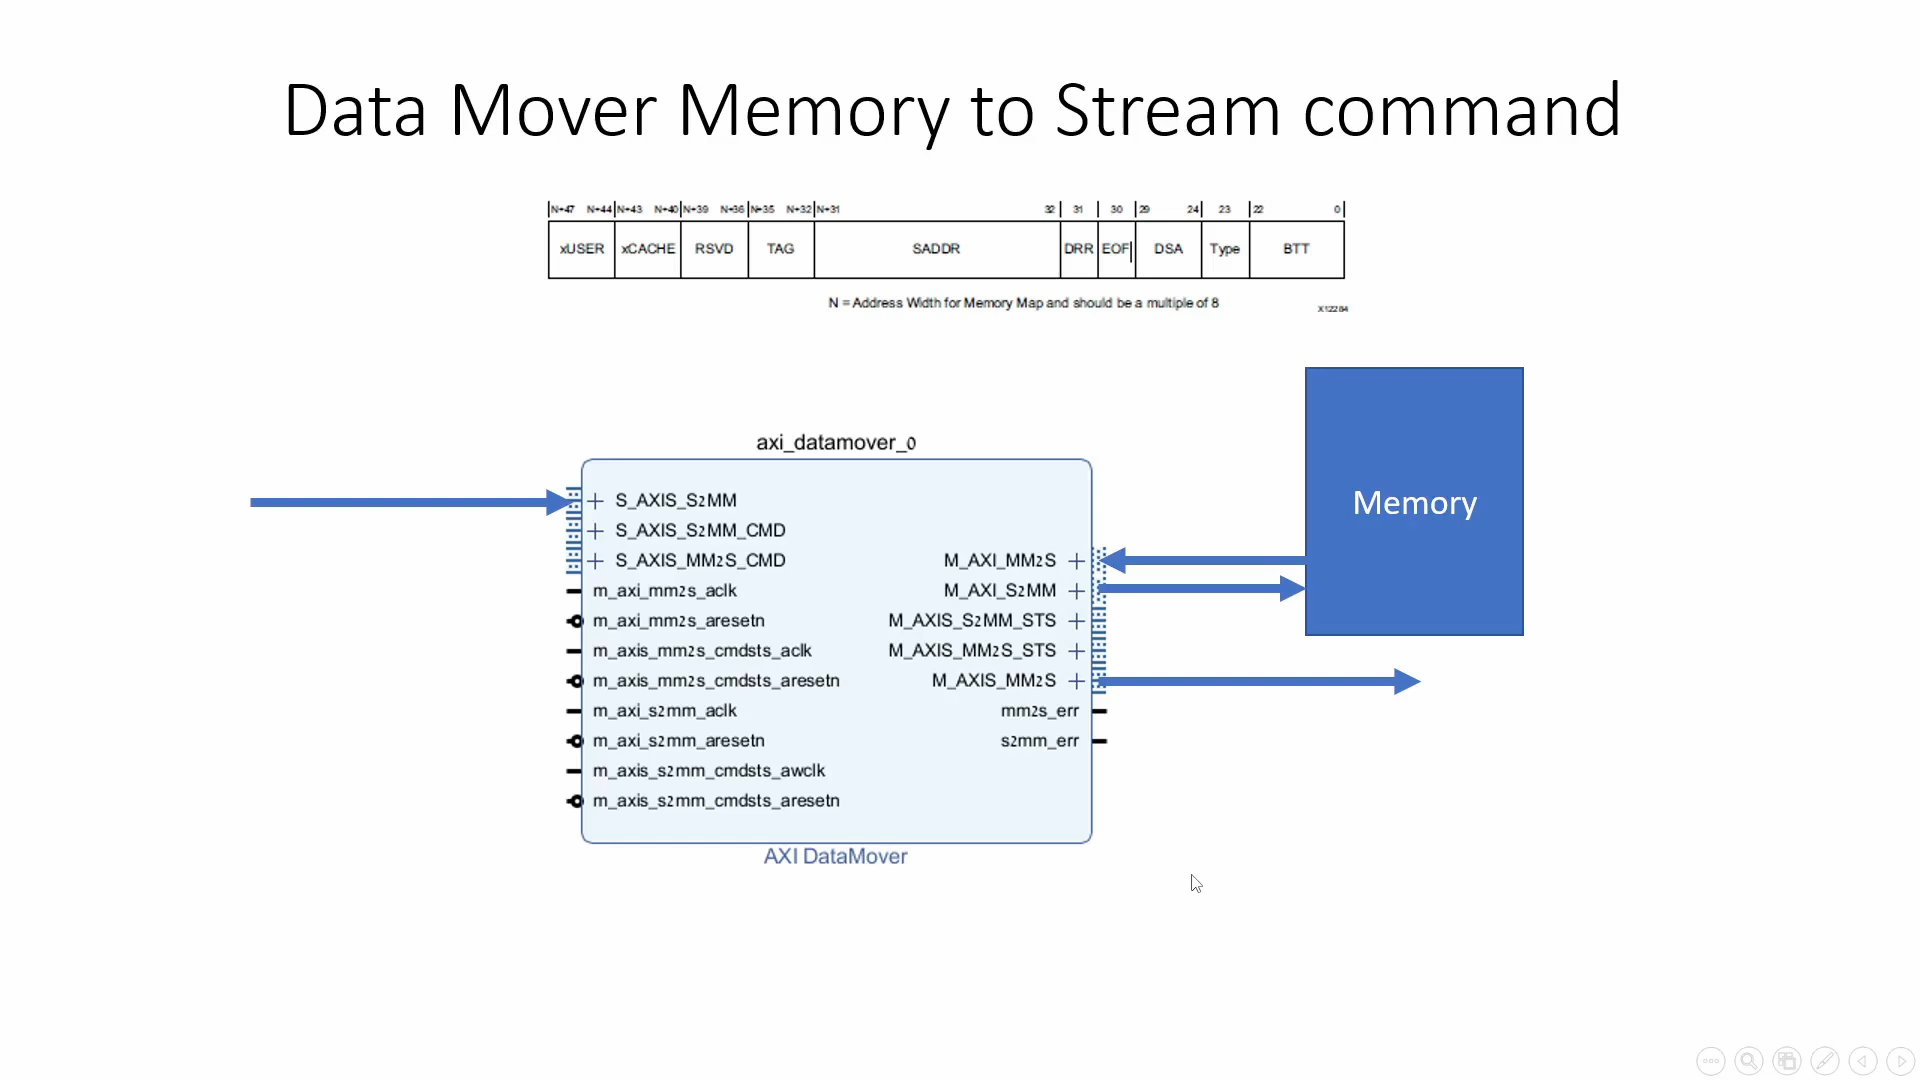 Data Mover Memory to Stream command
N+47 N+44 N+43 N+40 N+39 N+36 N+35 N+32 N+31 32 31 30 29 24 23 22 0
xUSER xCACHE RSVD TAG SADDR DRR EOF DSA Type BTT
N = Address Width for Memory Map and should be a multiple of 8
X12284
axi_datamover_0
S_AXIS_S2MM
S_AXIS_S2MM_CMD
S_AXIS_MM2S_CMD
m_axi_mm2s_aclk
m_axi_mm2s_aresetn
m_axis_mm2s_cmdsts_aclk
m_axis_mm2s_cmdsts_aresetn
m_axi_s2mm_aclk
m_axi_s2mm_aresetn
m_axis_s2mm_cmdsts_awclk
m_axis_s2mm_cmdsts_aresetn
M_AXI_MM2S
M_AXI_S2MM
M_AXIS_S2MM_STS
M_AXIS_MM2S_STS
M_AXIS_MM2S
mm2s_err
s2mm_err
AXI DataMover
Memory